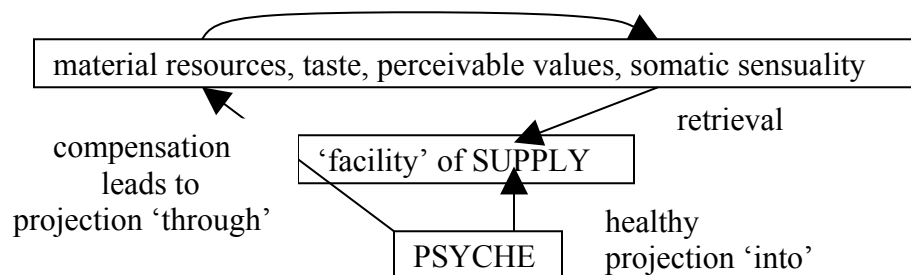 material resources, taste, perceivable values, somatic sensuality
retrieval
compensation
leads to
projection ‘through’
‘facility’ of SUPPLY
healthy
projection ‘into’
PSYCHE